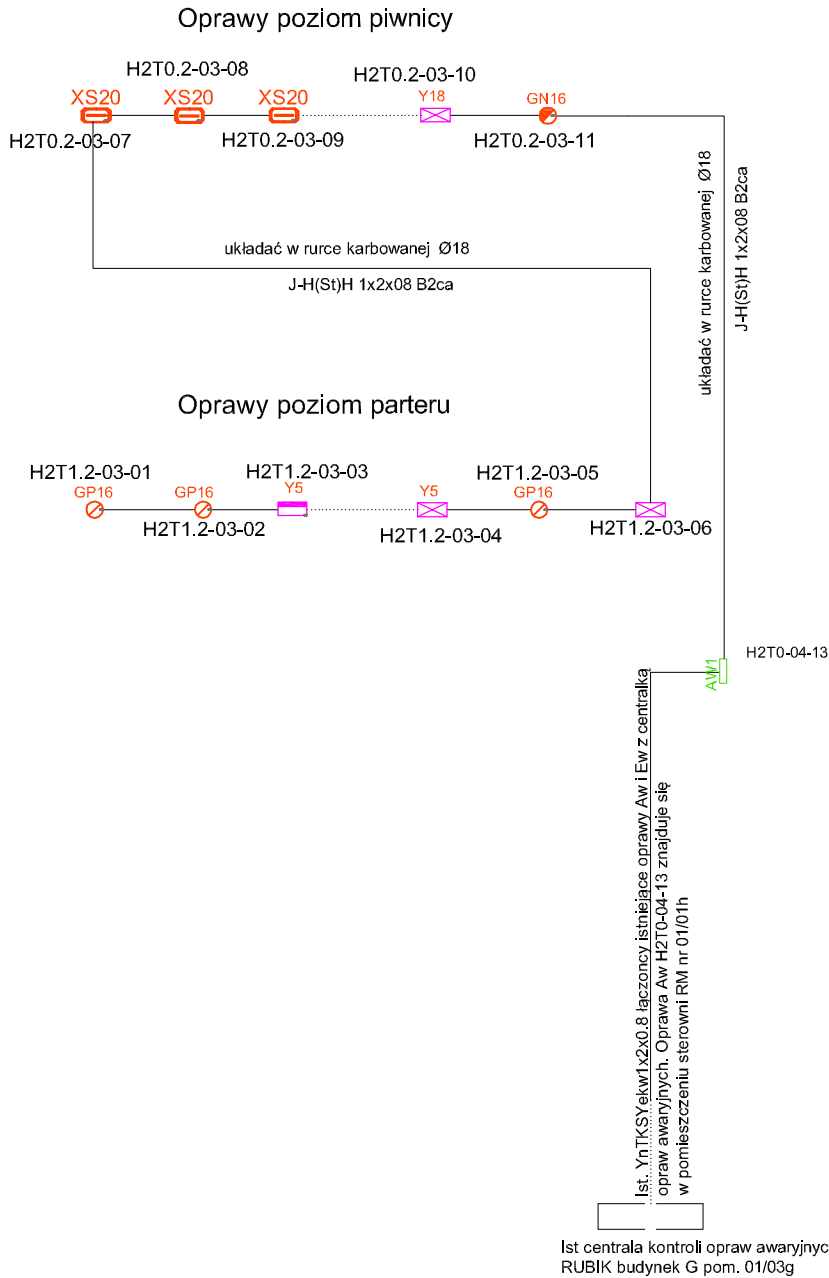 Oprawy poziom piwnicy
H2T0.2-03-08
H2T0.2-03-10
XS20
XS20
XS20
Y18
GN16
H2T0.2-03-07
H2T0.2-03-09
H2T0.2-03-11
układać w rurce karbowanej Ø18
J-H(St)H 1x2x08 B2ca
układać w rurce karbowanej Ø18
J-H(St)H 1x2x08 B2ca
Oprawy poziom parteru
H2T1.2-03-01
H2T1.2-03-03
H2T1.2-03-05
GP16
GP16
Y5
Y5
GP16
H2T1.2-03-02
H2T1.2-03-04
H2T1.2-03-06
H2T0-04-13
AW1
Ist. YnTKSYekw1x2x0.8 łączoncy istniejące oprawy Aw i Ew z centralką
opraw awaryjnych. Oprawa Aw H2T0-04-13 znajduje się
w pomieszczeniu sterowni RM nr 01/01h
Ist centrala kontroli opraw awaryjnyc
RUBIK budynek G pom. 01/03g